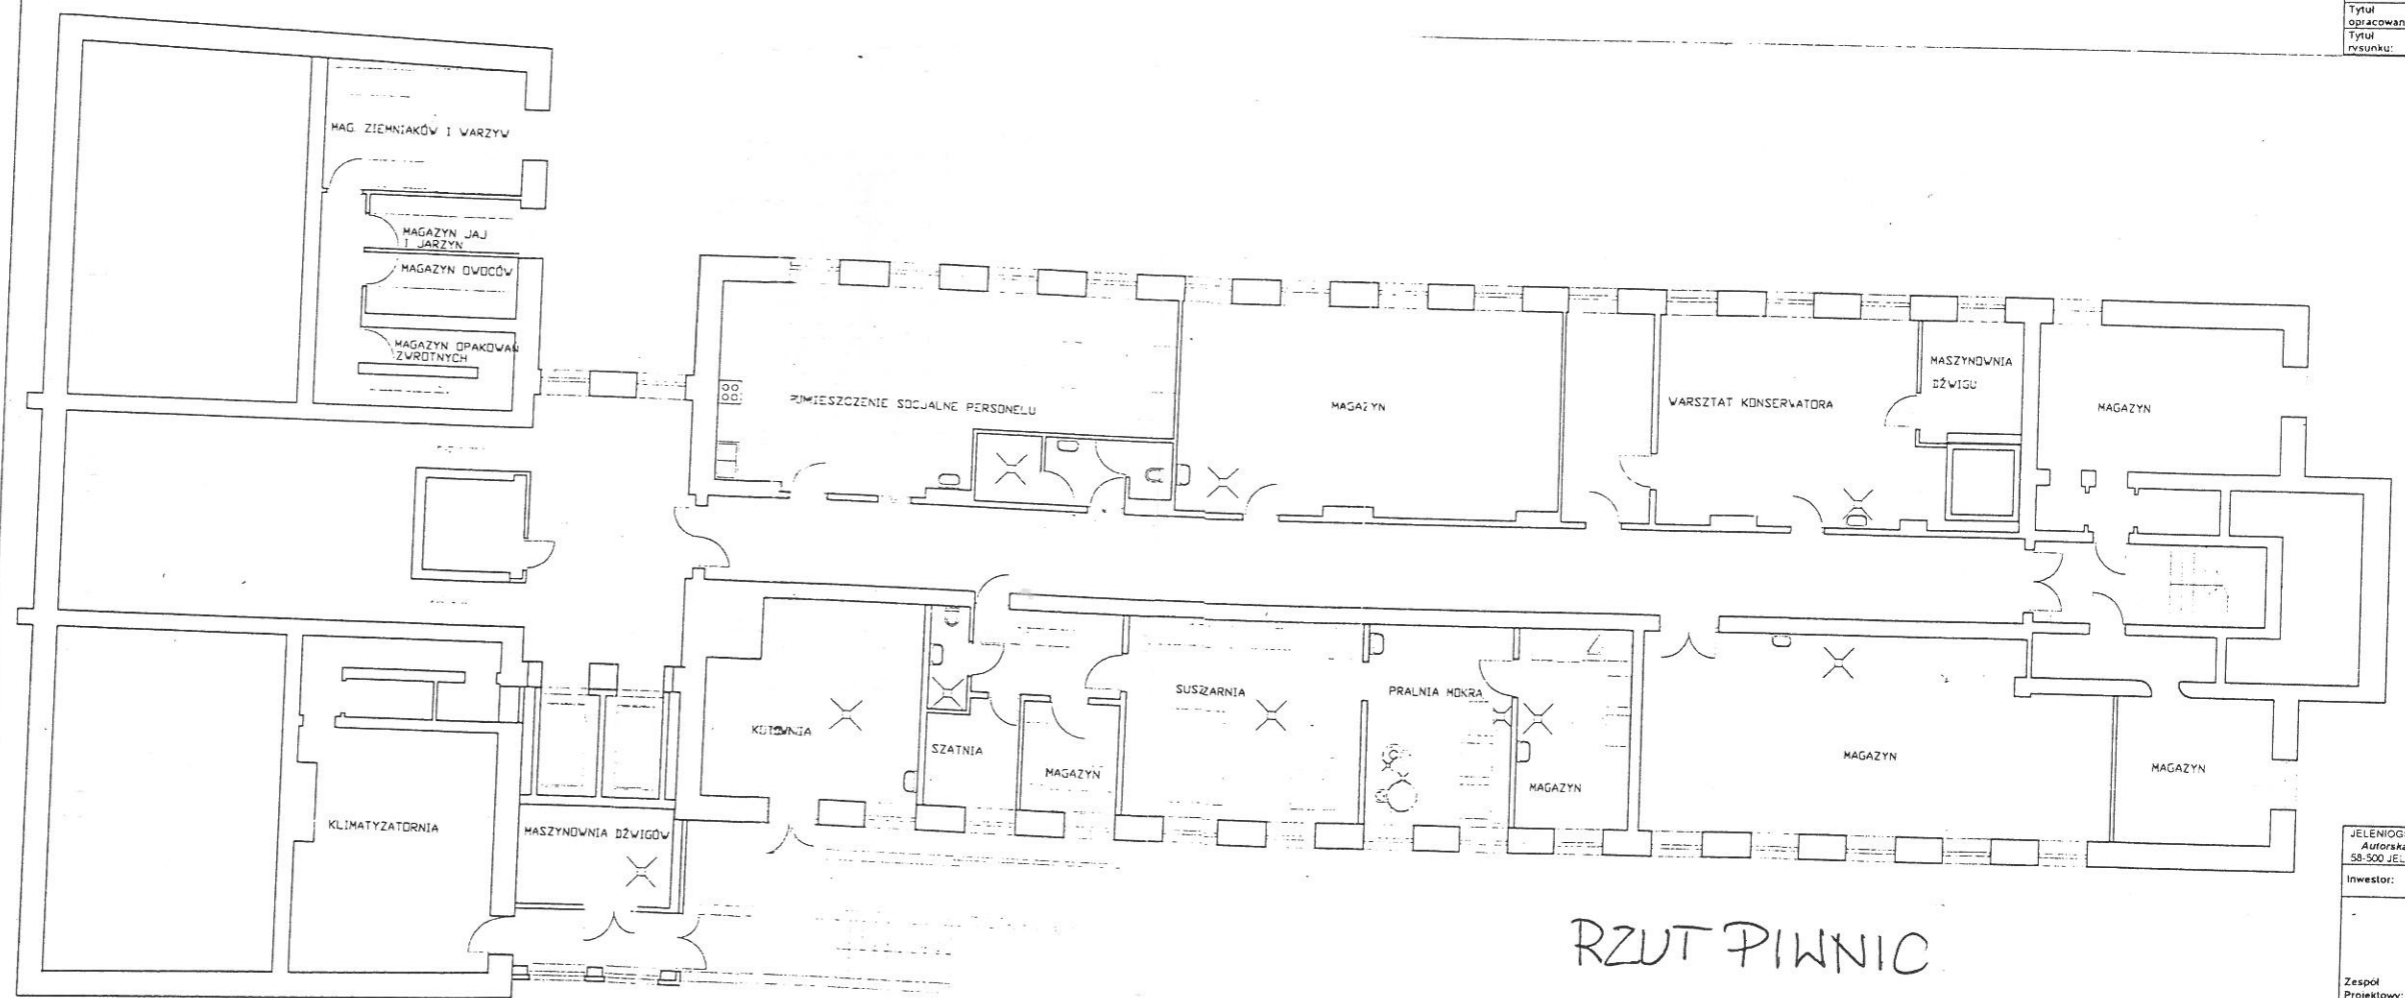 Tytuł
opracowan
Tytuł
rysunku:
MAG. ZIEMNIAKÓW I WARZYW
MAGAZYN JAJ
I JARZYN
MAGAZYN OWOCÓW
MAGAZYN OPAKOWAŃ
ZWROTNYCH
POMIESZCZENIE SOCJALNE PERSONELU
MAGAZYN
WARSZTAT KONSERWATORA
MASZYNOWNIA
DŹWIGU
MAGAZYN
KOTŁOWNIA
SZATNIA
MAGAZYN
SUSZARNIA
PRALNIA MOKRA
MAGAZYN
MAGAZYN
MAGAZYN
KLIMATYZATORNIA
MASZYNOWNIA DŹWIGÓW
RZUT PIWNIC
JELENIOG
Autorska
58-500 JEL
Inwestor:
Zespół
Projektowy: